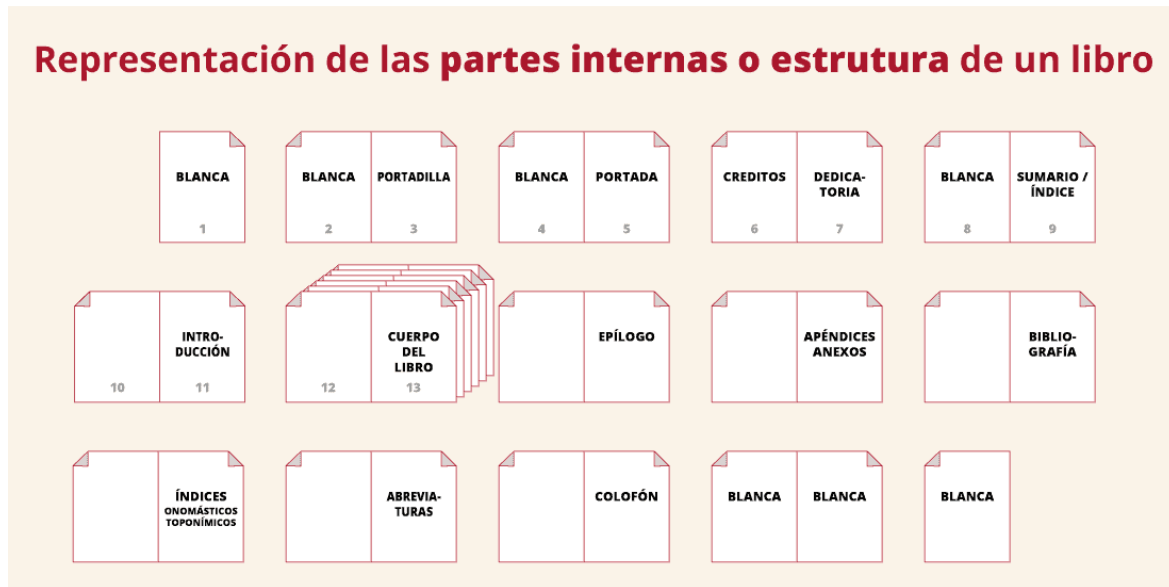 Representación de las partes internas o estrutura de un libro
BLANCA
1
BLANCA
2
PORTADILLA
3
BLANCA
4
PORTADA
5
CREDITOS
6
DEDICA-
TORIA
7
BLANCA
8
SUMARIO /
ÍNDICE
9
10
INTRO-
DUCCIÓN
11
12
CUERPO
DEL
LIBRO
13
EPÍLOGO
APÉNDICES
ANEXOS
BIBLIO-
GRAFÍA
ÍNDICES
ONOMÁSTICOS
TOPONÍMICOS
ABREVIA-
TURAS
COLOFÓN
BLANCA
BLANCA
BLANCA